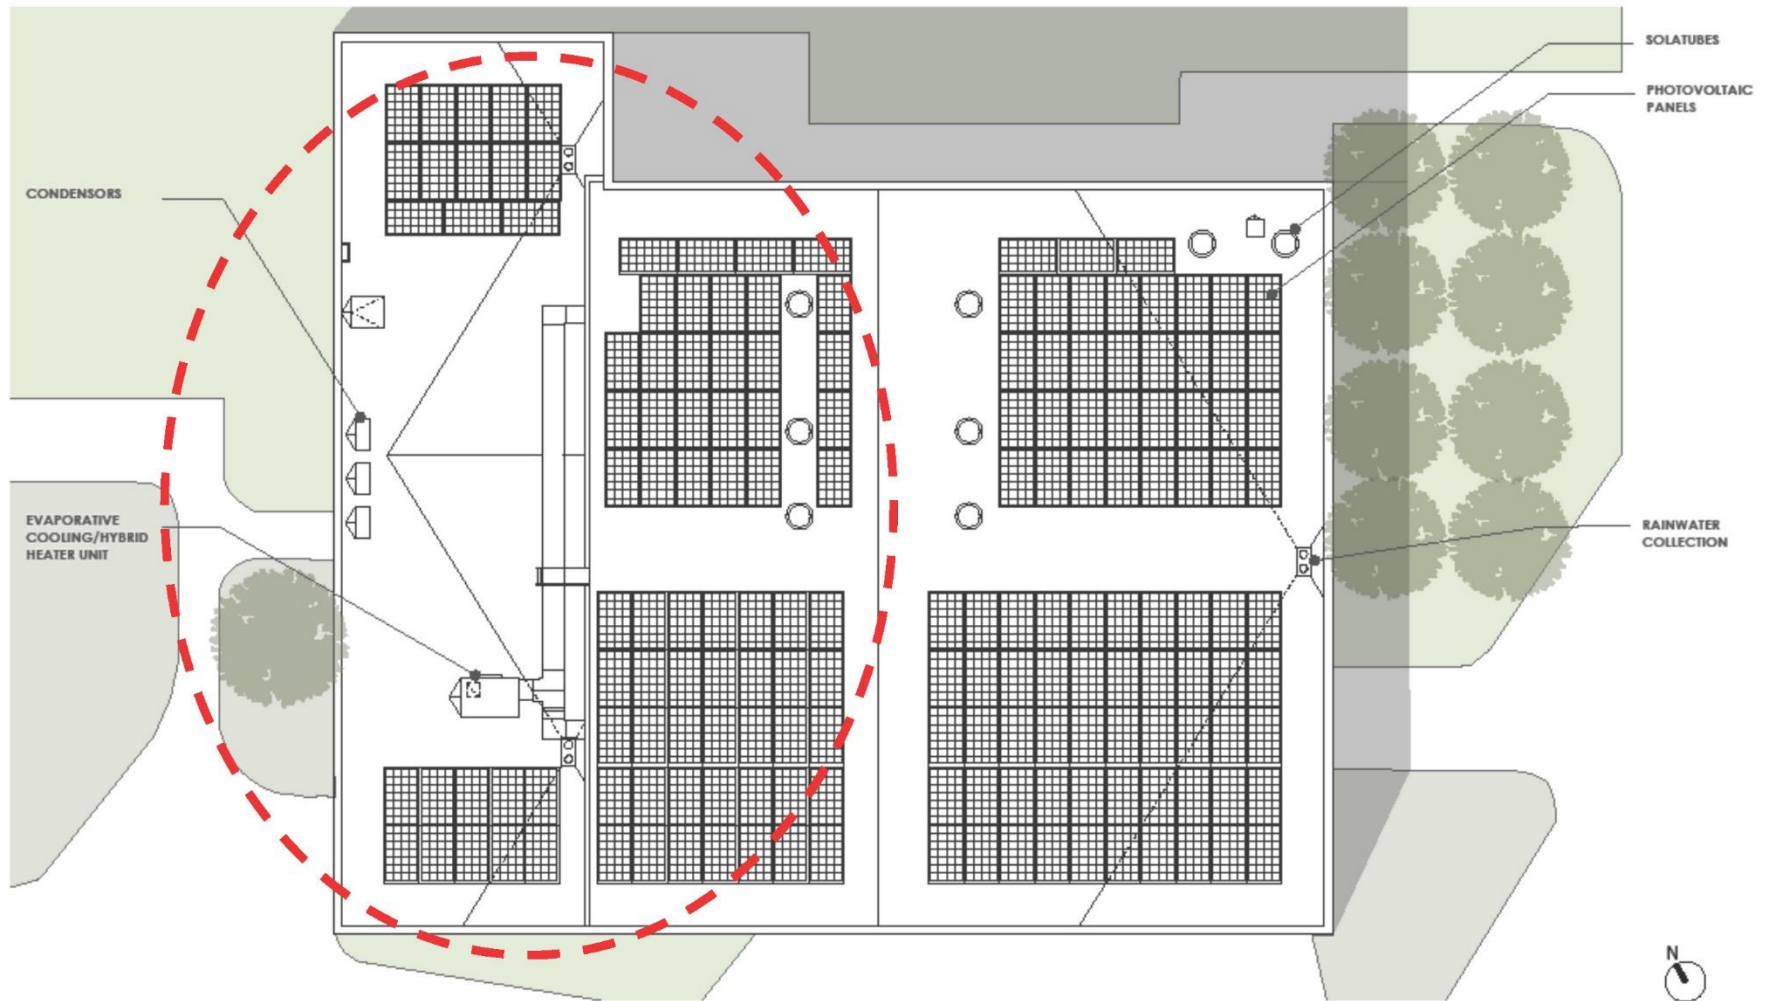 SOLATUBES
PHOTOVOLTAIC
PANELS
CONDENSORS
EVAPORATIVE
COOLING/HYBRID
HEATER UNIT
RAINWATER
COLLECTION
N